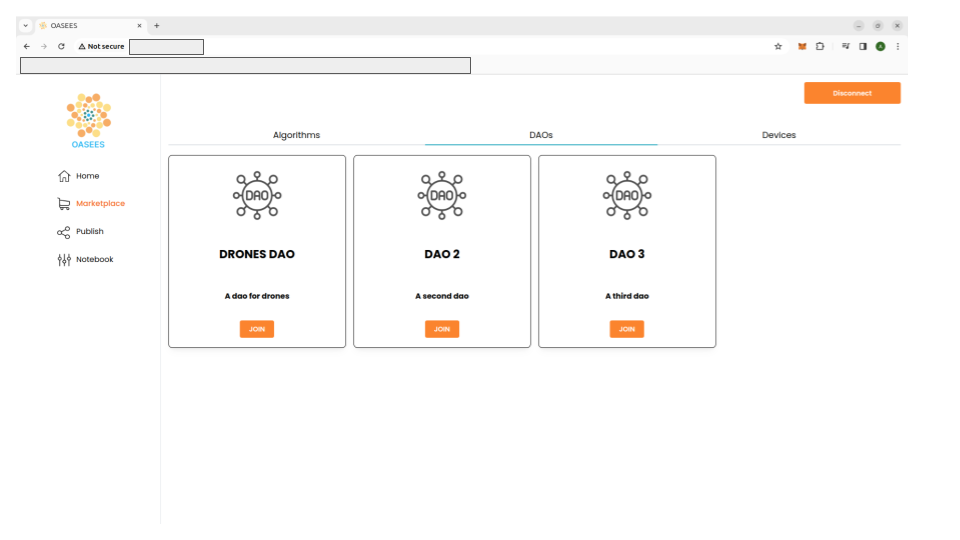 OASEES
Not secure
A
Disconnect
OASEES
Algorithms
DAOs
Devices
Home
Marketplace
Publish
Notebook
DAO
DAO
DAO
DRONES DAO
DAO 2
DAO 3
A dao for drones
A second dao
A third dao
JOIN
JOIN
JOIN